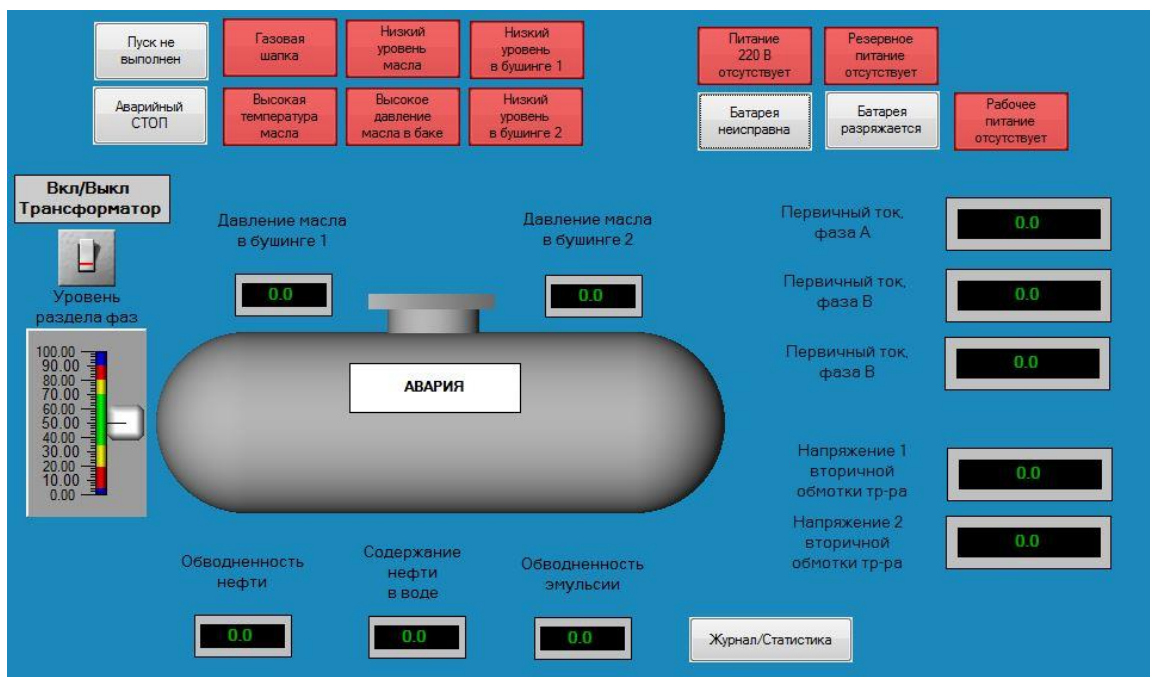 Пуск не
выполнен
Газовая
шапка
Низкий
уровень
масла
Низкий
уровень
в бушинге 1
Питание
220 В
отсутствует
Резервное
питание
отсутствует
Аварийный
СТОП
Высокая
температура
масла
Высокое
давление
масла в баке
Низкий
уровень
в бушинге 2
Батарея
неисправна
Батарея
разряжается
Рабочее
питание
отсутствует
Вкл/Выкл
Трансформатор
Давление масла
в бушинге 1
0.0
Давление масла
в бушинге 2
0.0
Первичный ток,
фаза А
0.0
Первичный ток,
фаза В
0.0
Первичный ток,
фаза В
0.0
Уровень
раздела фаз
100.00
90.00
80.00
70.00
60.00
50.00
40.00
30.00
20.00
10.00
0.00
АВАРИЯ
Напряжение 1
вторичной
обмотки тр-ра
0.0
Напряжение 2
вторичной
обмотки тр-ра
0.0
Обводненность
нефти
0.0
Содержание
нефти
в воде
0.0
Обводненность
эмульсии
0.0
Журнал/Статистика